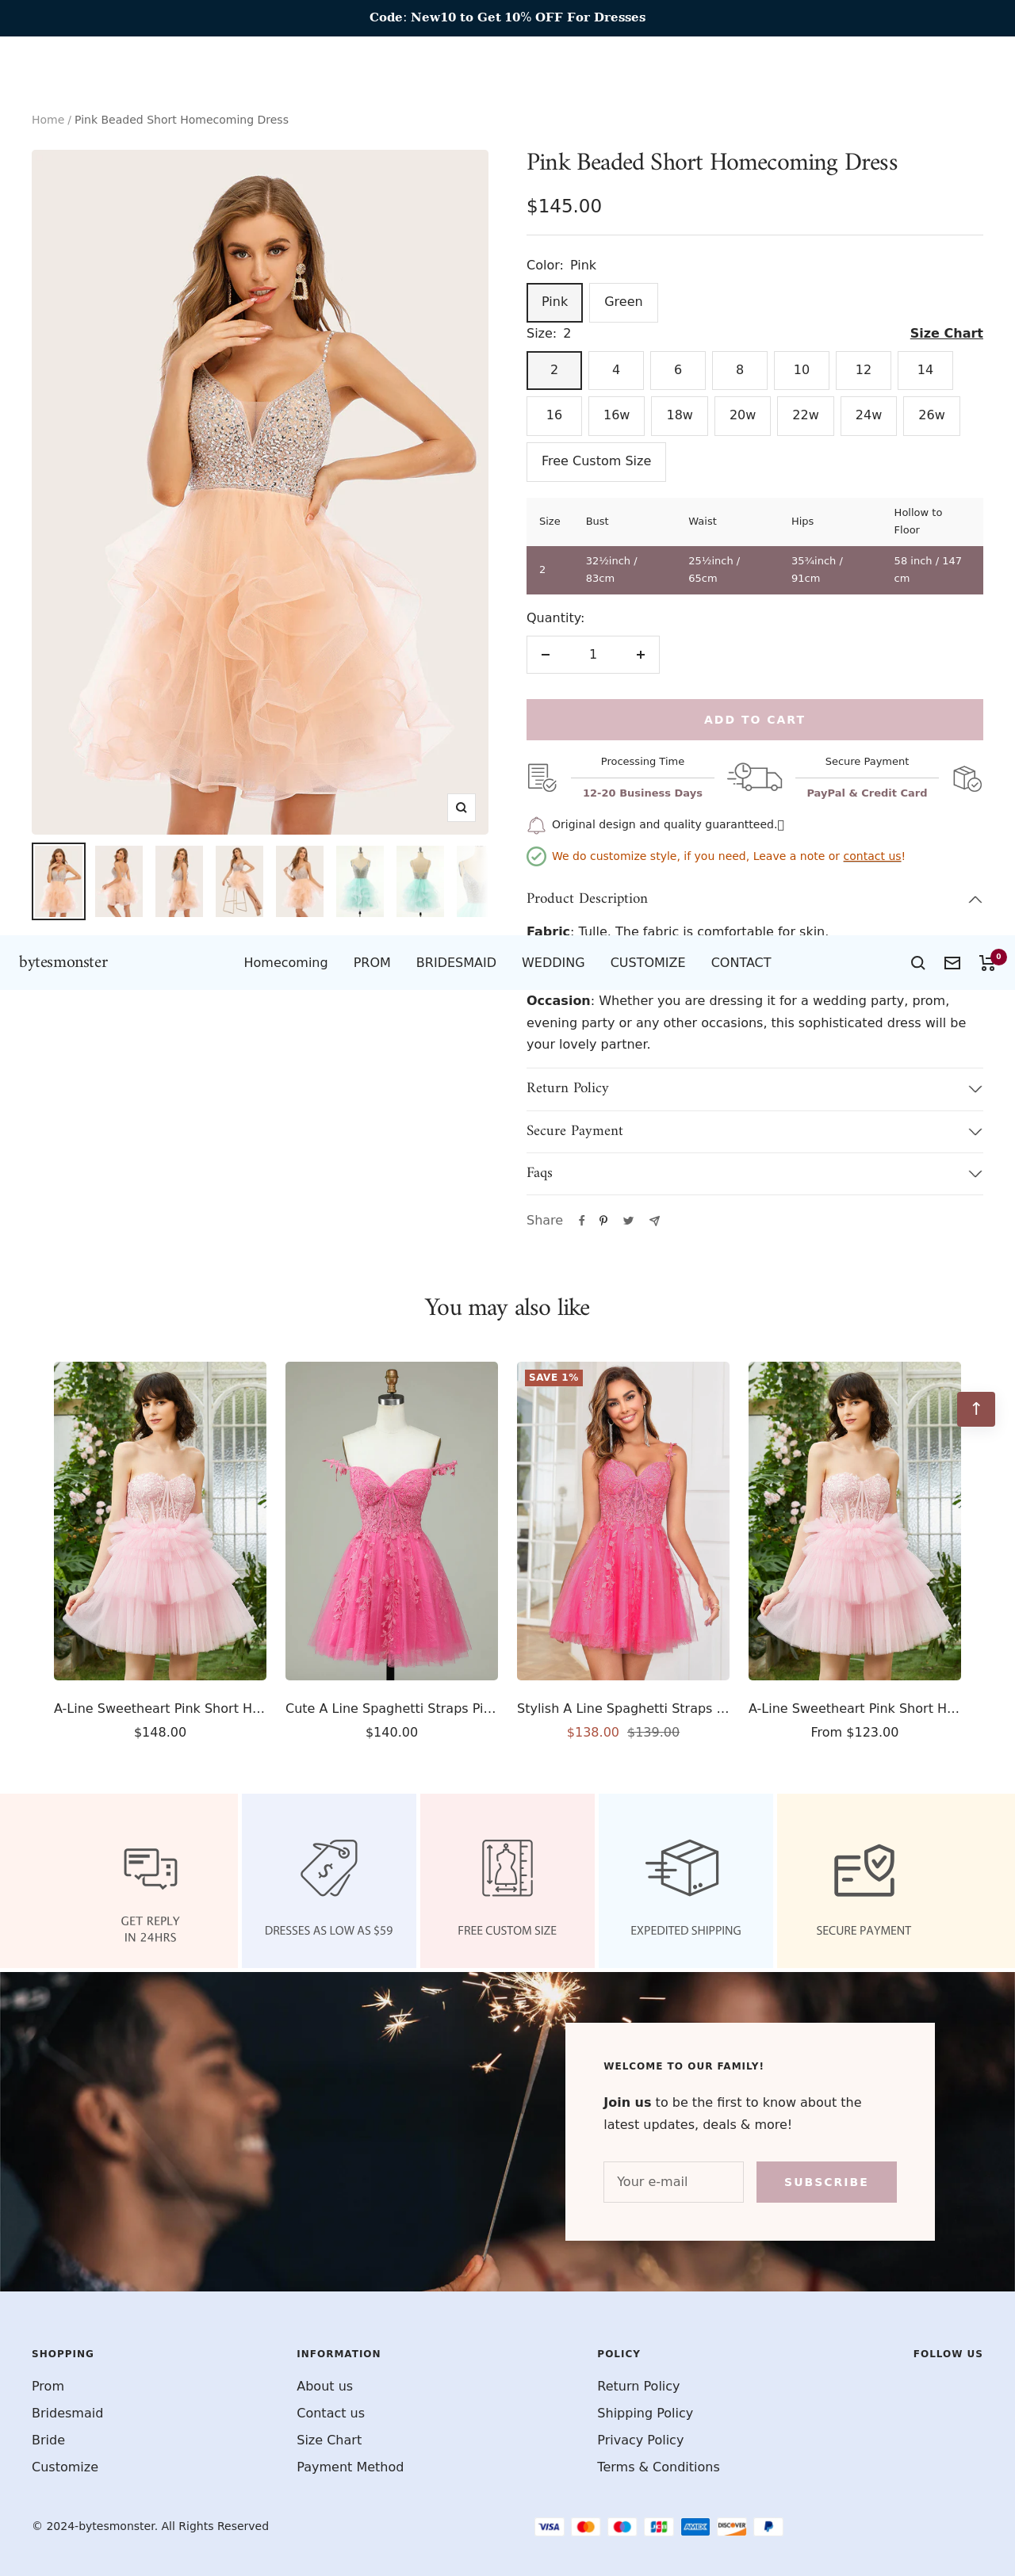 Code: New10 to Get 10% OFF For Dresses
Home / Pink Beaded Short Homecoming Dress
Pink Beaded Short Homecoming Dress
$145.00
Color: Pink
Pink Green
Size: 2 Size Chart
2 4 6 8 10 12 14
16 16w 18w 20w 22w 24w 26w
Free Custom Size
Size Bust Waist Hips Hollow to Floor
2 32½inch / 83cm 25½inch / 65cm 35¾inch / 91cm 58 inch / 147 cm
Quantity:
1
ADD TO CART
Processing Time
12-20 Business Days
Secure Payment
PayPal & Credit Card
Original design and quality guarantteed.
We do customize style, if you need, Leave a note or contact us!
Product Description
Fabric: Tulle, The fabric is comfortable for skin.
bytesmonster
Homecoming PROM BRIDESMAID WEDDING CUSTOMIZE CONTACT
0
Occasion: Whether you are dressing it for a wedding party, prom,
evening party or any other occasions, this sophisticated dress will be
your lovely partner.
Return Policy
Secure Payment
Faqs
Share
You may also like
SAVE 1%
A-Line Sweetheart Pink Short H...
$148.00
Cute A Line Spaghetti Straps Pi...
$140.00
Stylish A Line Spaghetti Straps ...
$138.00 $139.00
A-Line Sweetheart Pink Short H...
From $123.00
GET REPLY
IN 24HRS
DRESSES AS LOW AS $59
FREE CUSTOM SIZE
EXPEDITED SHIPPING
SECURE PAYMENT
WELCOME TO OUR FAMILY!
Join us to be the first to know about the
latest updates, deals & more!
Your e-mail
SUBSCRIBE
SHOPPING
Prom
Bridesmaid
Bride
Customize
INFORMATION
About us
Contact us
Size Chart
Payment Method
POLICY
Return Policy
Shipping Policy
Privacy Policy
Terms & Conditions
FOLLOW US
© 2024-bytesmonster. All Rights Reserved
VISA JCB AMEX DISCOVER